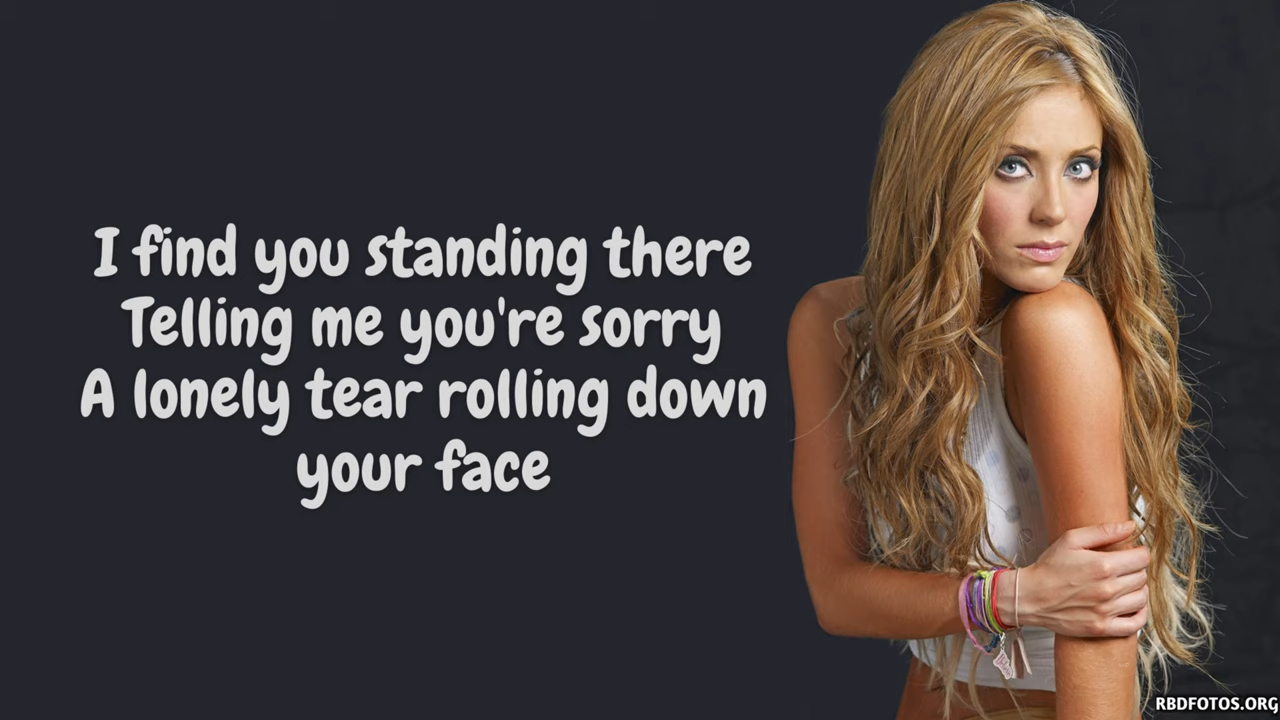 I find you standing there
Telling me you're sorry
A lonely tear rolling down
your face
RBDFOTOS.ORG